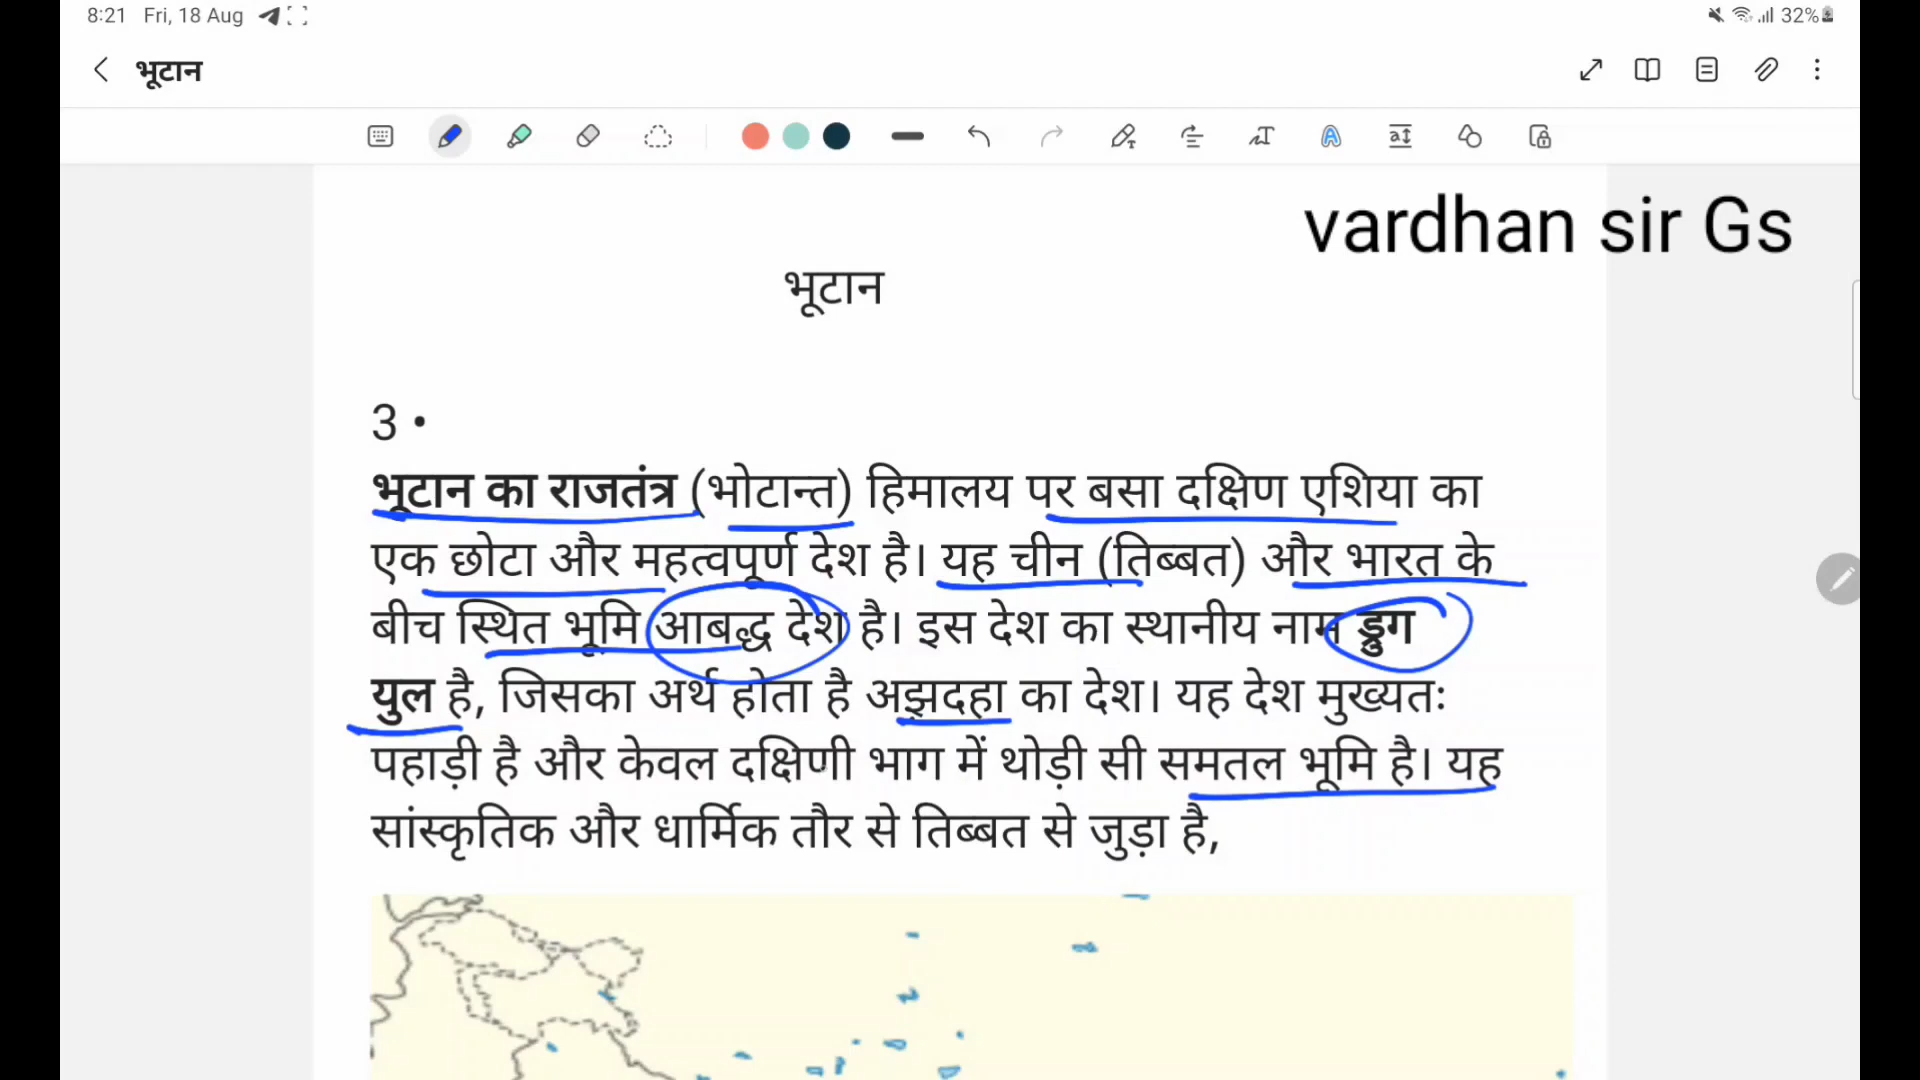 8:21 Fri, 18 Aug 32%
भूटान
vardhan sir Gs
भूटान
3 •
भूटान का राजतंत्र (भोटान्त) हिमालय पर बसा दक्षिण एशिया का
एक छोटा और महत्वपूर्ण देश है। यह चीन (तिब्बत) और भारत के
बीच स्थित भूमि आबद्ध देश है। इस देश का स्थानीय नाम ड्रुग
युल है, जिसका अर्थ होता है अझदहा का देश। यह देश मुख्यतः
पहाड़ी है और केवल दक्षिणी भाग में थोड़ी सी समतल भूमि है। यह
सांस्कृतिक और धार्मिक तौर से तिब्बत से जुड़ा है,